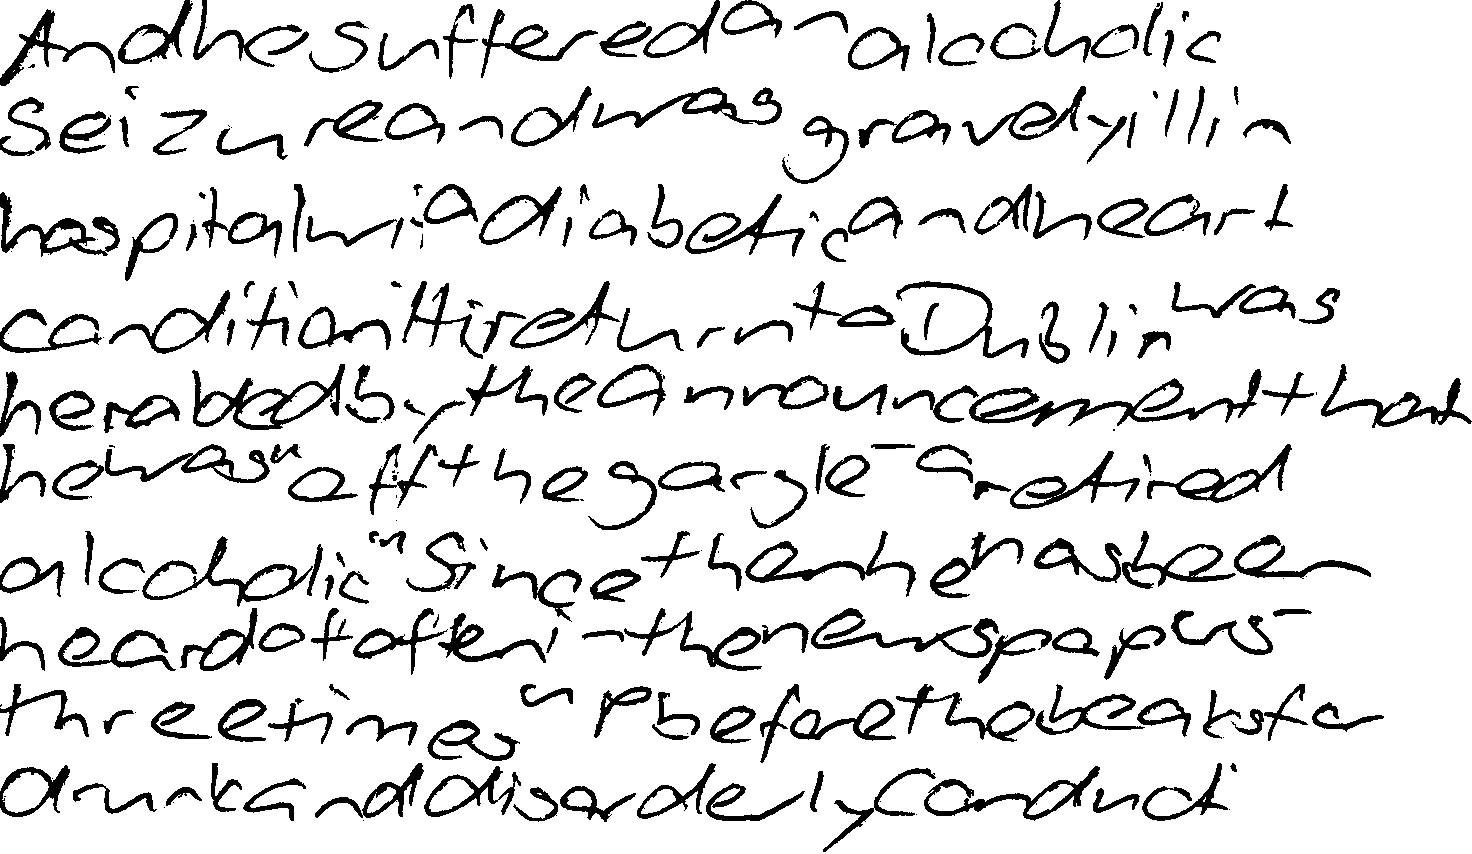 And he suffered an alcoholic
seizure and was gravely ill in
hospital wi a diabetic and heart
condition His return to Dublin was
heralded by the announcement that
he was "off the gargle - a retired
alcoholic" Since then he has been
heard of often i- the newspapers -
three times up before the beaks for
drunk and disorderly conduct